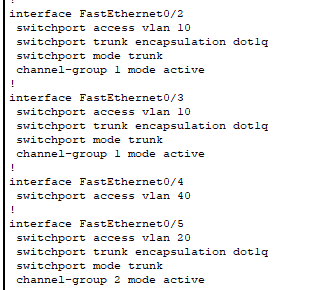 !
interface FastEthernet0/2
switchport access vlan 10
switchport trunk encapsulation dot1q
switchport mode trunk
channel-group 1 mode active
!
interface FastEthernet0/3
switchport access vlan 10
switchport trunk encapsulation dot1q
switchport mode trunk
channel-group 1 mode active
!
interface FastEthernet0/4
switchport access vlan 40
!
interface FastEthernet0/5
switchport access vlan 20
switchport trunk encapsulation dot1q
switchport mode trunk
channel-group 2 mode active